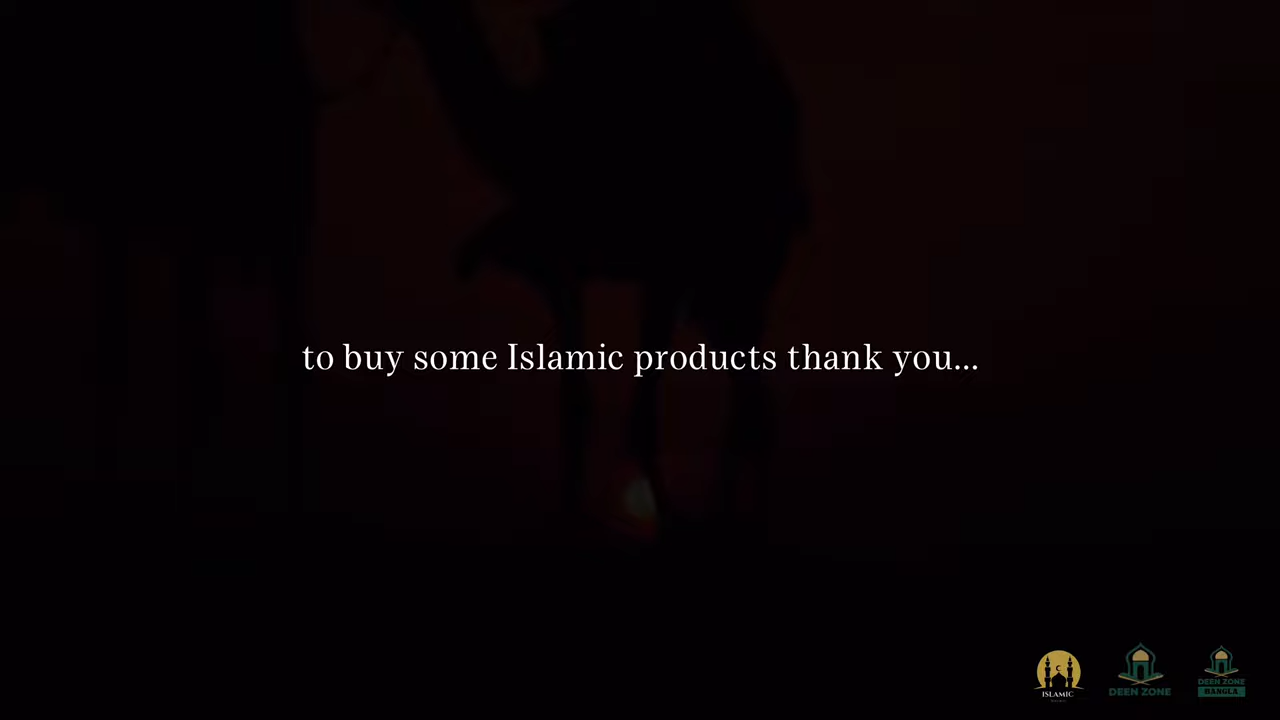 to buy some Islamic products thank you...
ISLAMIC
DEEN ZONE
DEEN ZONE
BANGLA